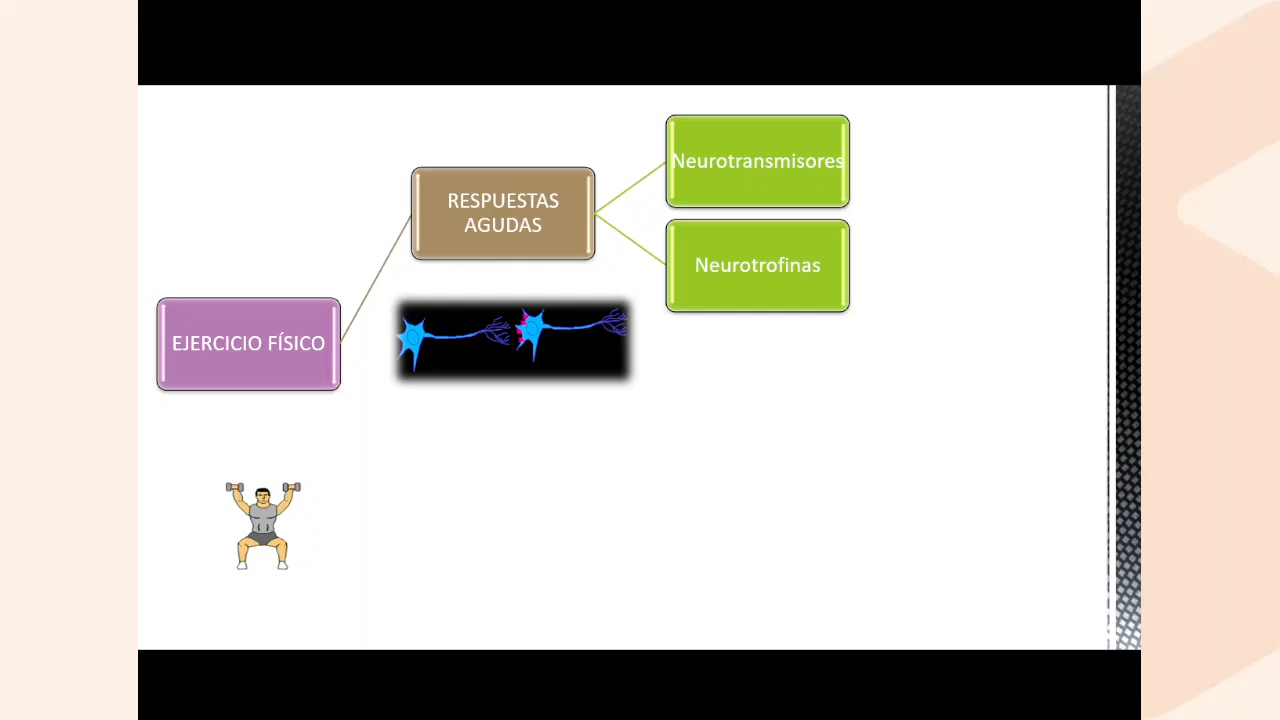 Neurotransmisores
RESPUESTAS
AGUDAS
Neurotrofinas
EJERCICIO FÍSICO